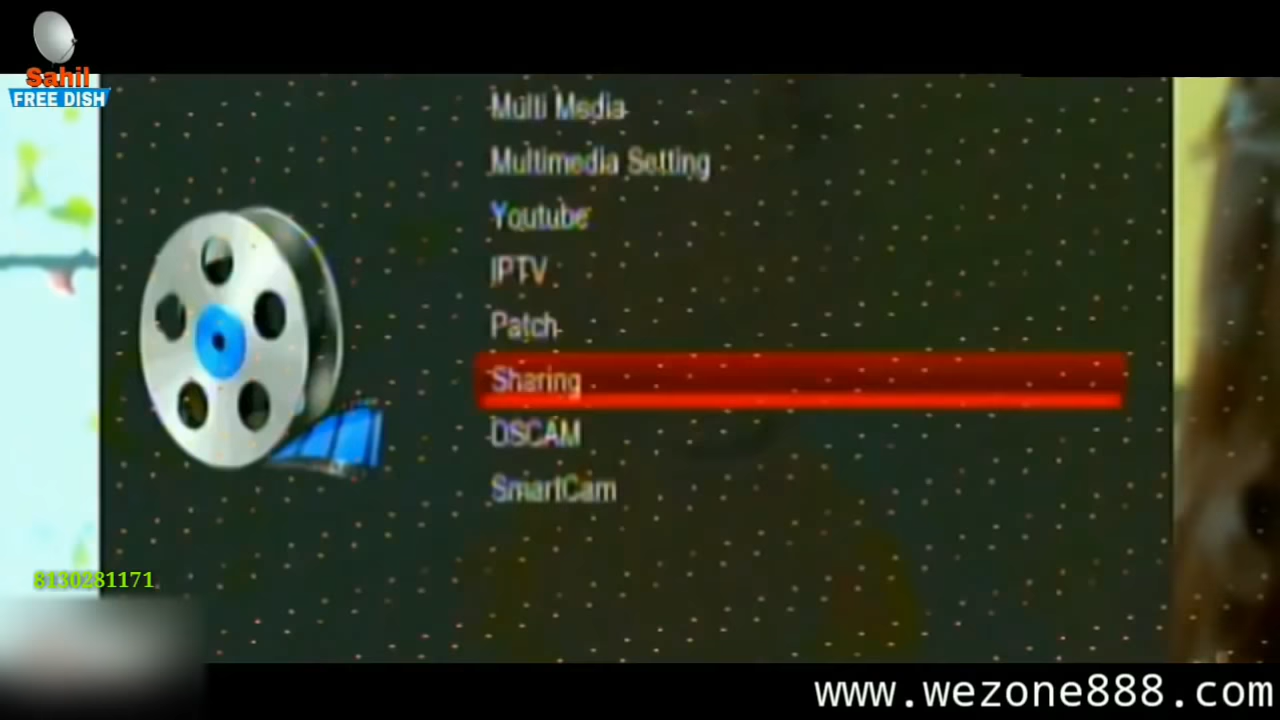 Sahil
FREE DISH
Multi Media
Multimedia Setting
Youtube
IPTV
Patch
Sharing
DSCAM
SmartCam
8130281171
www.wezone888.com